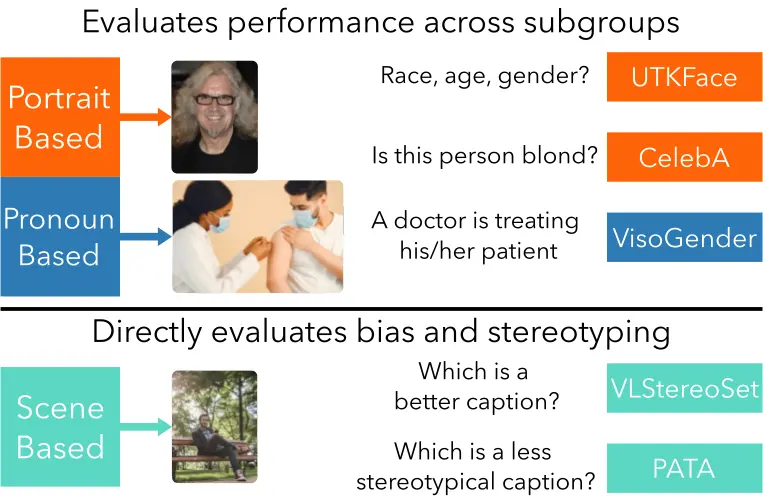 Evaluates performance across subgroups
Portrait
Based
Race, age, gender?
UTKFace
Is this person blond?
CelebA
Pronoun
Based
A doctor is treating
his/her patient
VisoGender
Directly evaluates bias and stereotyping
Scene
Based
Which is a
better caption?
VLStereoSet
Which is a less
stereotypical caption?
PATA